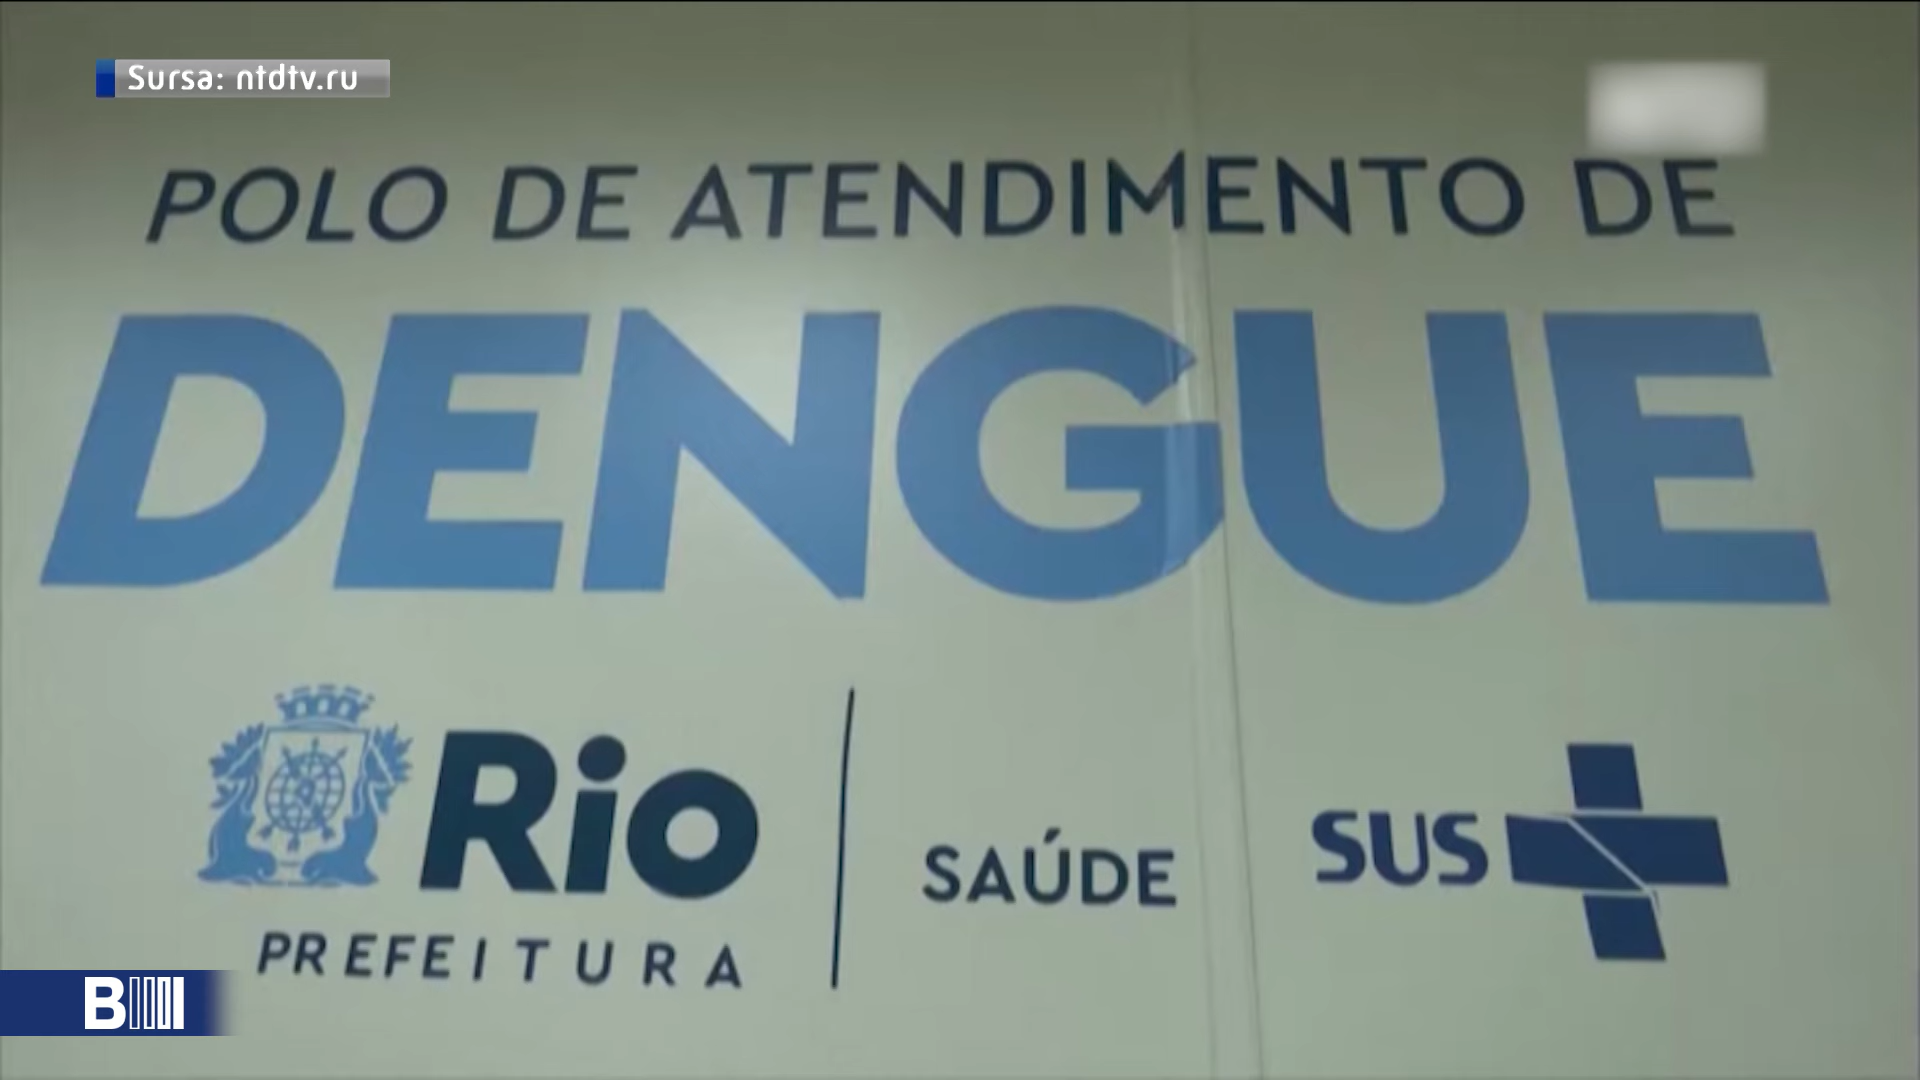 Sursa: ntdtv.ru
POLO DE ATENDIMENTO DE
DENGUE
Rio
PREFEITURA
SAÚDE
SUS
B